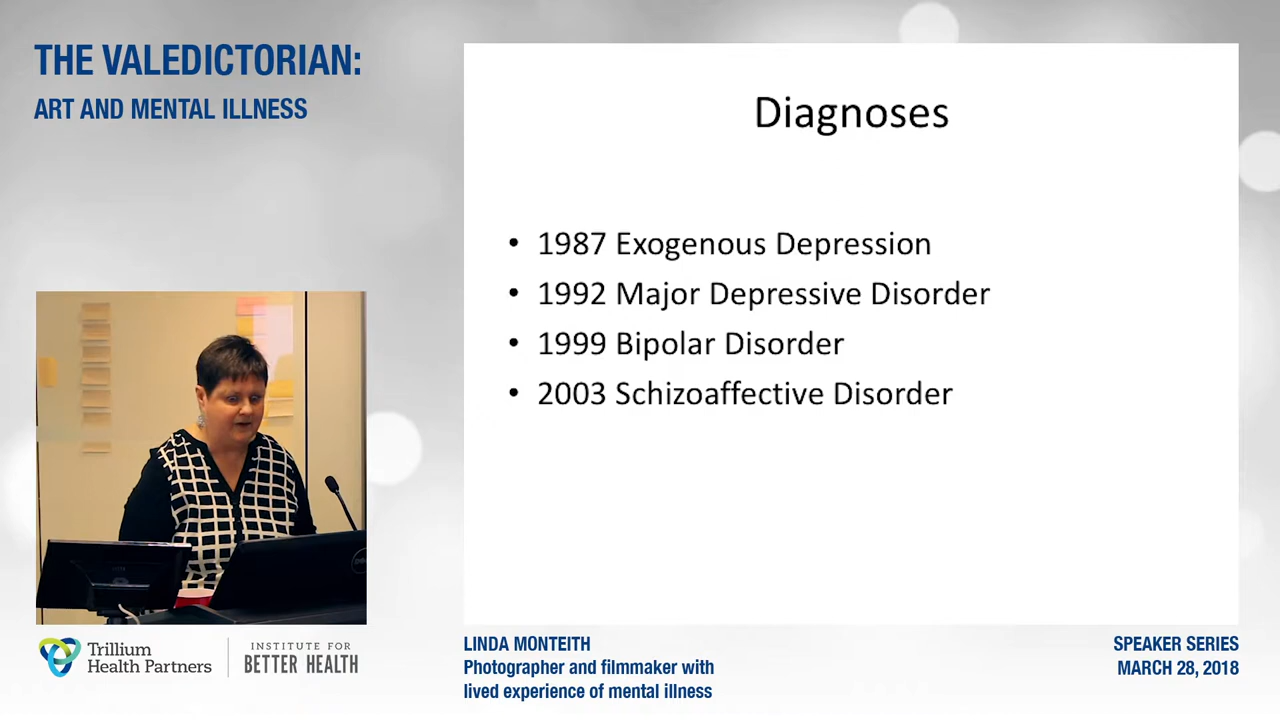 THE VALEDICTORIAN:
ART AND MENTAL ILLNESS
Diagnoses
• 1987 Exogenous Depression
• 1992 Major Depressive Disorder
• 1999 Bipolar Disorder
• 2003 Schizoaffective Disorder
Trillium
Health Partners
INSTITUTE FOR
BETTER HEALTH
LINDA MONTEITH
Photographer and filmmaker with
lived experience of mental illness
SPEAKER SERIES
MARCH 28, 2018